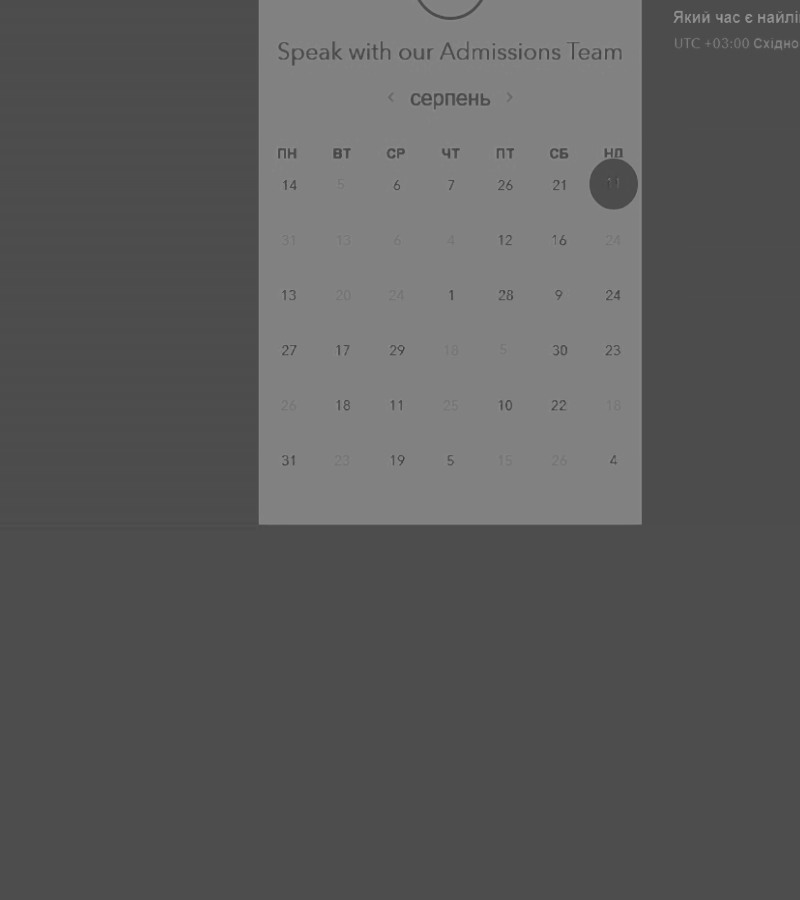 Який час є найлі
UTC +03:00 Східно
Speak with our Admissions Team
‹ серпень ›
ПН ВТ СР ЧТ ПТ СБ НД
14 5 6 7 26 21 11
31 13 6 4 12 16 24
13 20 24 1 28 9 24
27 17 29 18 5 30 23
26 18 11 25 10 22 18
31 23 19 5 15 26 4